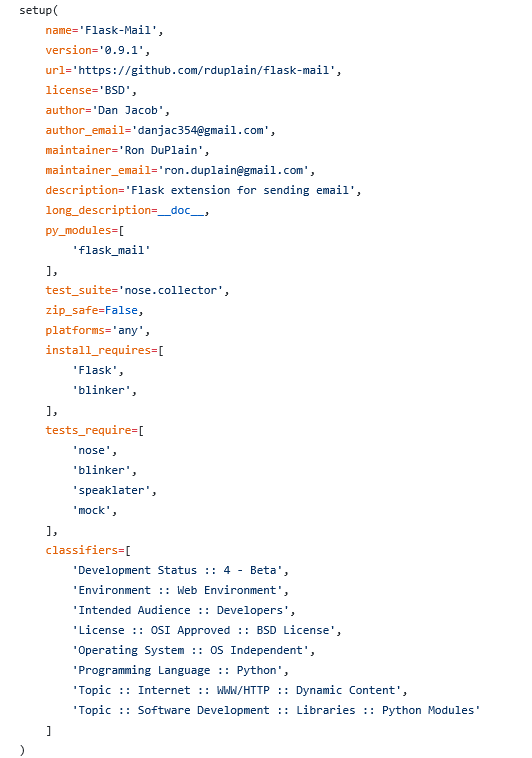 setup(
    name='Flask-Mail',
    version='0.9.1',
    url='https://github.com/rduplain/flask-mail',
    license='BSD',
    author='Dan Jacob',
    author_email='danjac354@gmail.com',
    maintainer='Ron DuPlain',
    maintainer_email='ron.duplain@gmail.com',
    description='Flask extension for sending email',
    long_description=__doc__,
    py_modules=[
        'flask_mail'
    ],
    test_suite='nose.collector',
    zip_safe=False,
    platforms='any',
    install_requires=[
        'Flask',
        'blinker',
    ],
    tests_require=[
        'nose',
        'blinker',
        'speaklater',
        'mock',
    ],
    classifiers=[
        'Development Status :: 4 - Beta',
        'Environment :: Web Environment',
        'Intended Audience :: Developers',
        'License :: OSI Approved :: BSD License',
        'Operating System :: OS Independent',
        'Programming Language :: Python',
        'Topic :: Internet :: WWW/HTTP :: Dynamic Content',
        'Topic :: Software Development :: Libraries :: Python Modules'
    ]
)